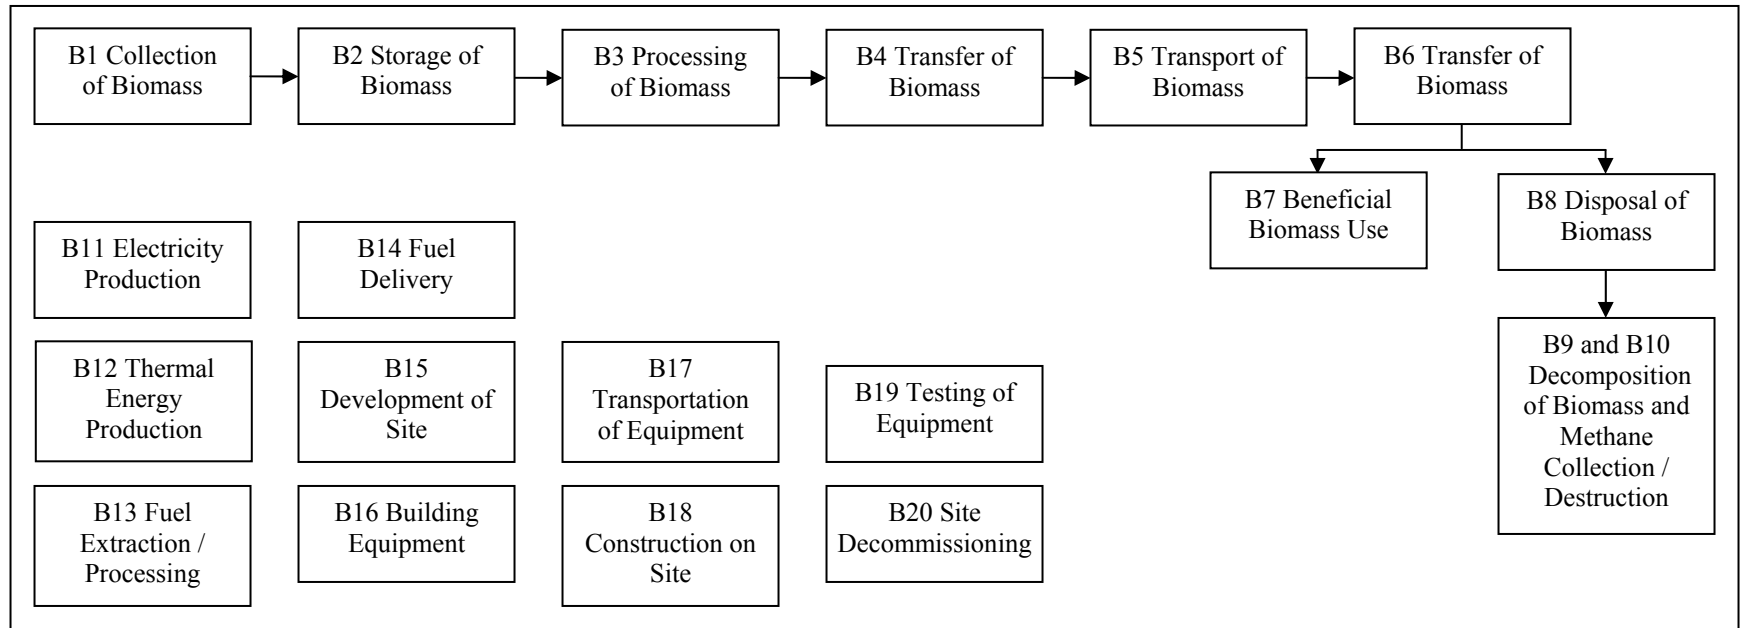 B1 Collection
of Biomass
B2 Storage of
Biomass
B3 Processing
of Biomass
B4 Transfer of
Biomass
B5 Transport of
Biomass
B6 Transfer of
Biomass
B7 Beneficial
Biomass Use
B8 Disposal of
Biomass
B11 Electricity
Production
B14 Fuel
Delivery
B9 and B10
Decomposition
of Biomass and
Methane
Collection /
Destruction
B12 Thermal
Energy
Production
B15
Development of
Site
B17
Transportation
of Equipment
B19 Testing of
Equipment
B13 Fuel
Extraction /
Processing
B16 Building
Equipment
B18
Construction on
Site
B20 Site
Decommissioning